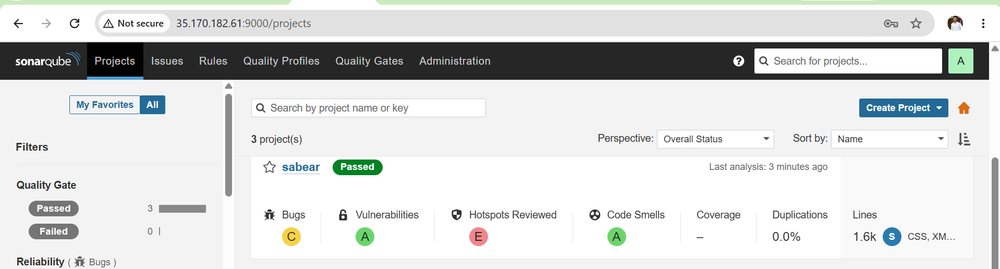 Not secure 35.170.182.61:9000/projects
sonarqube Projects Issues Rules Quality Profiles Quality Gates Administration ? Search for projects... A
My Favorites All
Search by project name or key
Create Project
3 project(s)
Perspective: Overall Status
Sort by: Name
Filters
sabear Passed Last analysis: 3 minutes ago
Quality Gate
Passed 3
Failed 0
Reliability ( Bugs )
Bugs Vulnerabilities Hotspots Reviewed Code Smells Coverage Duplications Lines
C A E A – 0.0% 1.6k S CSS, XM...